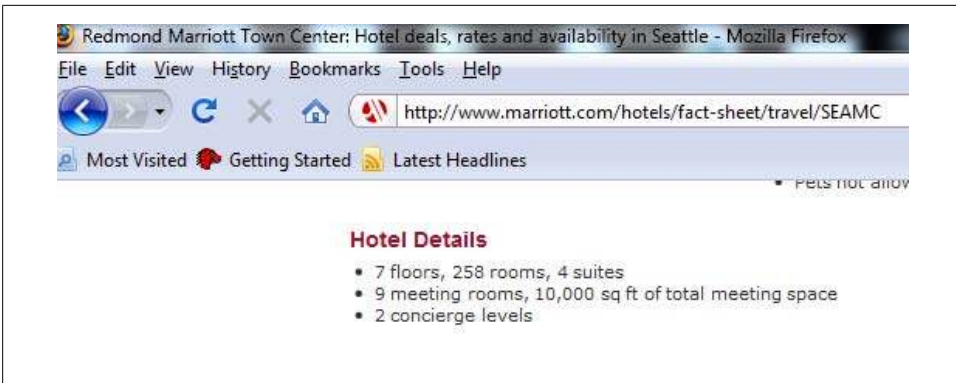 Redmond Marriott Town Center: Hotel deals, rates and availability in Seattle - Mozilla Firefox
File Edit View History Bookmarks Tools Help
http://www.marriott.com/hotels/fact-sheet/travel/SEAMC
Most Visited Getting Started Latest Headlines
• Pets not allow
Hotel Details
• 7 floors, 258 rooms, 4 suites
• 9 meeting rooms, 10,000 sq ft of total meeting space
• 2 concierge levels